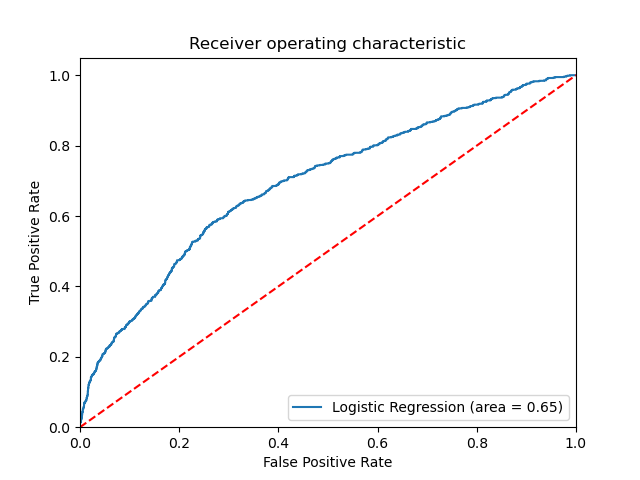 Receiver operating characteristic
1.0
0.8
0.6
0.4
0.2
0.0
True Positive Rate
Logistic Regression (area = 0.65)
0.0 0.2 0.4 0.6 0.8 1.0
False Positive Rate